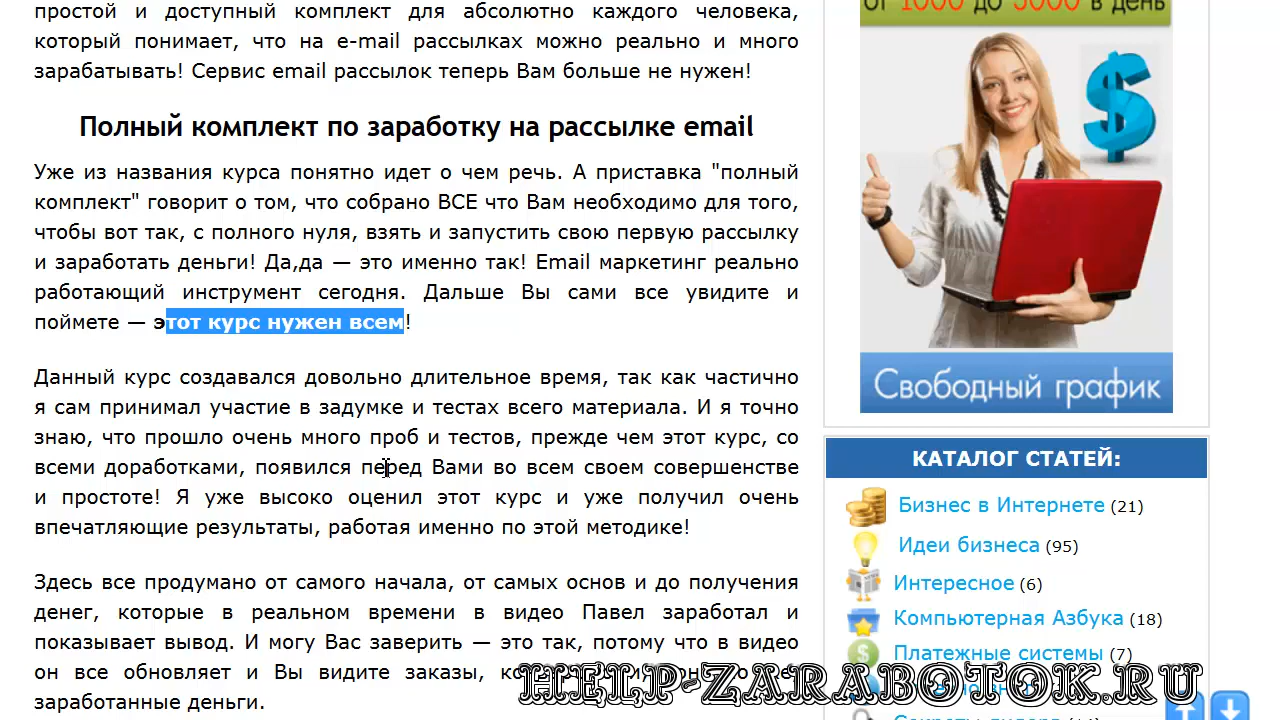 простой и доступный комплект для абсолютно каждого человека,
который понимает, что на e-mail рассылках можно реально и много
зарабатывать! Сервис email рассылок теперь Вам больше не нужен!
Полный комплект по заработку на рассылке email
Уже из названия курса понятно идет о чем речь. А приставка "полный
комплект" говорит о том, что собрано ВСЕ что Вам необходимо для того,
чтобы вот так, с полного нуля, взять и запустить свою первую рассылку
и заработать деньги! Да,да — это именно так! Email маркетинг реально
работающий инструмент сегодня. Дальше Вы сами все увидите и
поймете — этот курс нужен всем!
Данный курс создавался довольно длительное время, так как частично
я сам принимал участие в задумке и тестах всего материала. И я точно
знаю, что прошло очень много проб и тестов, прежде чем этот курс, со
всеми доработками, появился перед Вами во всем своем совершенстве
и простоте! Я уже высоко оценил этот курс и уже получил очень
впечатляющие результаты, работая именно по этой методике!
Здесь все продумано от самого начала, от самых основ и до получения
денег, которые в реальном времени в видео Павел заработал и
показывает вывод. И могу Вас заверить — это так, потому что в видео
он все обновляет и Вы видите заказы,
заработанные деньги.
от 1000 до 5000 в день
$
Свободный график
КАТАЛОГ СТАТЕЙ:
Бизнес в Интернете (21)
Идеи бизнеса (95)
Интересное (6)
Компьютерная Азбука (18)
Платежные системы (7)
HELP-ZARABOTOK.RU